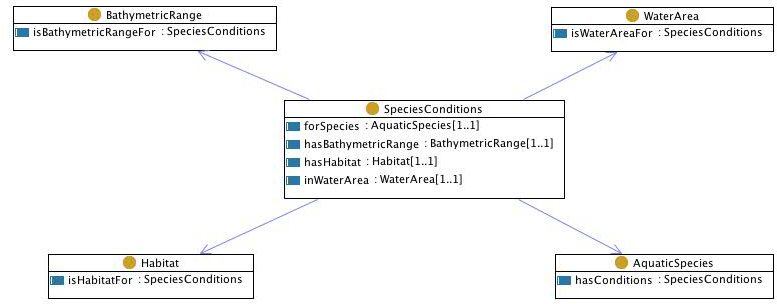 BathymetricRange
isBathymetricRangeFor : SpeciesConditions
WaterArea
isWaterAreaFor : SpeciesConditions
SpeciesConditions
forSpecies : AquaticSpecies[1..1]
hasBathymetricRange : BathymetricRange[1..1]
hasHabitat : Habitat[1..1]
inWaterArea : WaterArea[1..1]
Habitat
isHabitatFor : SpeciesConditions
AquaticSpecies
hasConditions : SpeciesConditions